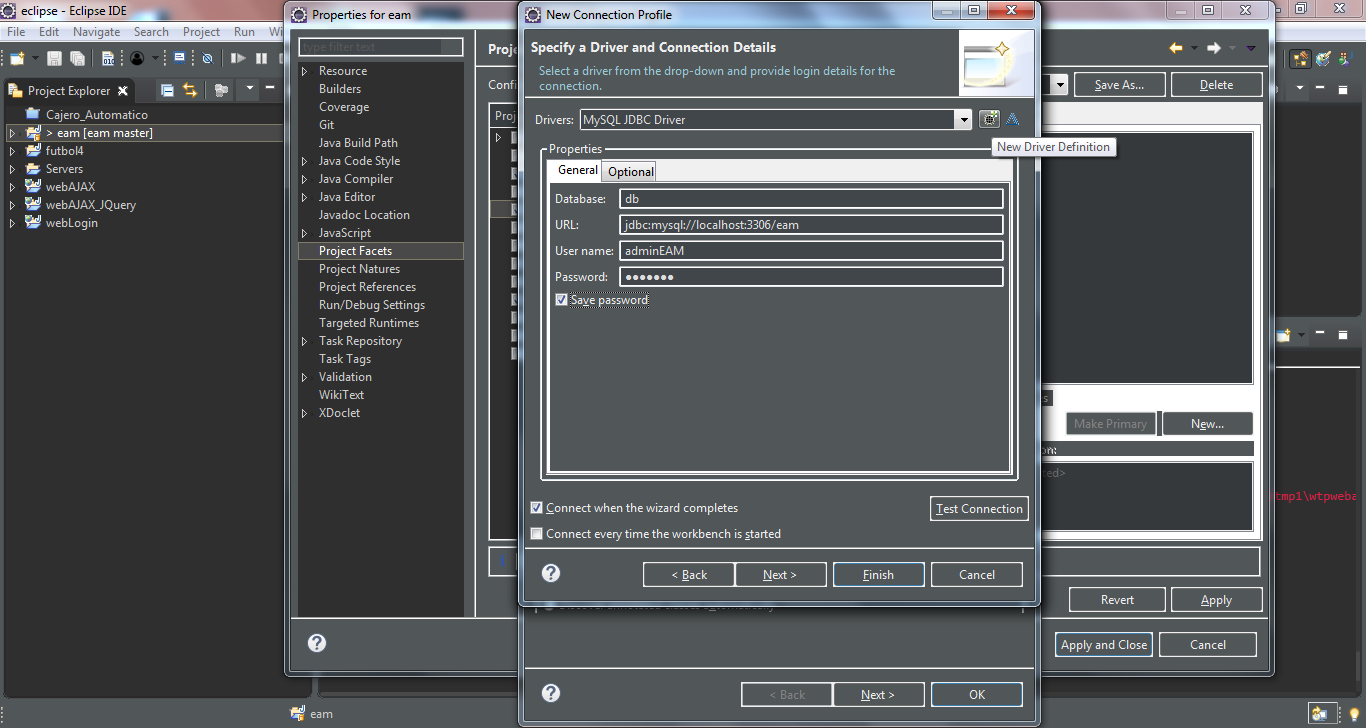 eclipse - Eclipse IDE
File Edit Navigate Search Project Run
Project Explorer
Cajero_Automatico
> eam [eam master]
futbol4
Servers
webAJAX
webAJAX_JQuery
webLogin
eam
Properties for eam
type filter text
Resource
Builders
Coverage
Git
Java Build Path
Java Code Style
Java Compiler
Java Editor
Javadoc Location
JavaScript
Project Facets
Project Natures
Project References
Run/Debug Settings
Targeted Runtimes
Task Repository
Task Tags
Validation
WikiText
XDoclet
Save As...
Delete
Make Primary
New...
Revert
Apply
Apply and Close
Cancel
New Connection Profile
Specify a Driver and Connection Details
Select a driver from the drop-down and provide login details for the
connection.
Drivers: MySQL JDBC Driver
New Driver Definition
Properties
General Optional
Database: db
URL: jdbc:mysql://localhost:3306/eam
User name: adminEAM
Password: ●●●●●●●
Save password
Connect when the wizard completes
Test Connection
Connect every time the workbench is started
< Back Next > Finish Cancel
< Back Next > OK
tmp1\wtpweba